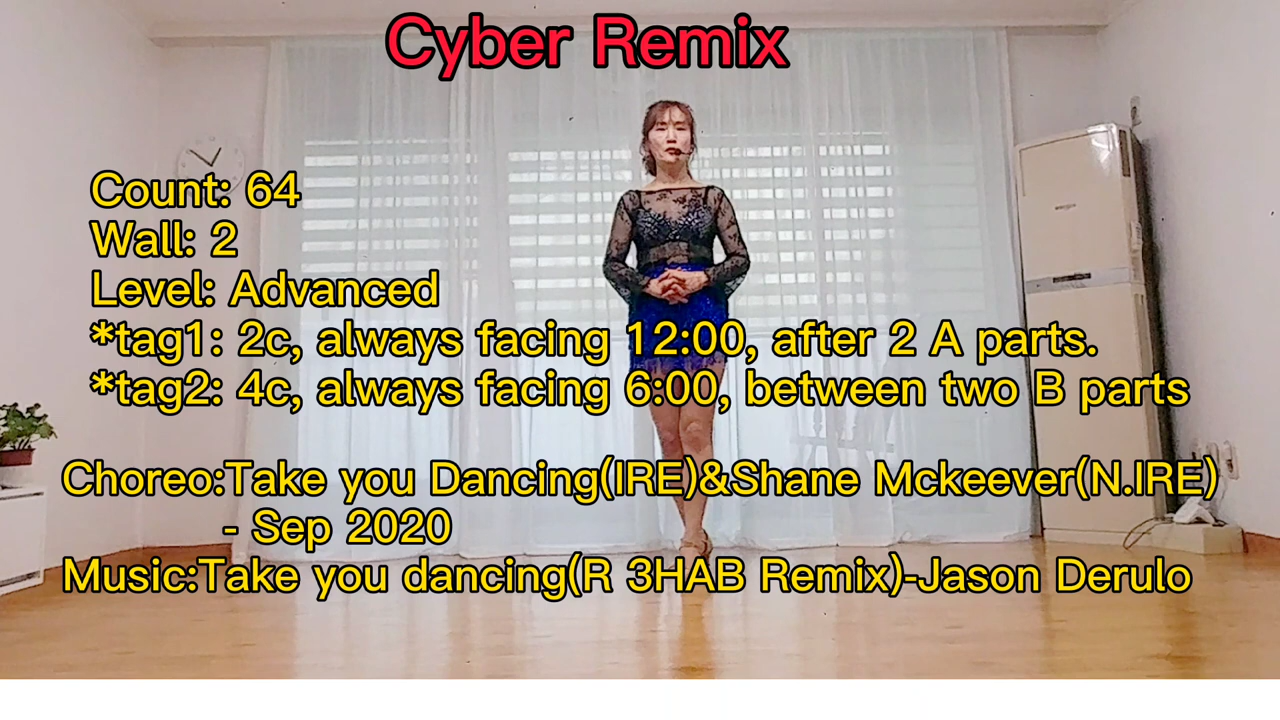 Cyber Remix
Count: 64
Wall: 2
Level: Advanced
*tag1: 2c, always facing 12:00, after 2 A parts.
*tag2: 4c, always facing 6:00, between two B parts
Choreo:Take you Dancing(IRE)&Shane Mckeever(N.IRE)
- Sep 2020
Music:Take you dancing(R 3HAB Remix)-Jason Derulo